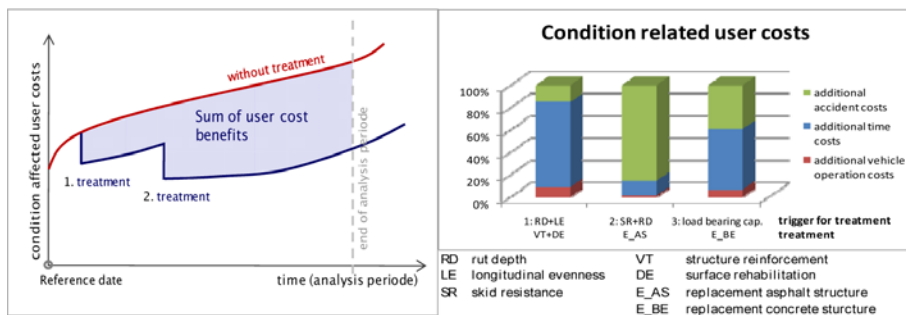 condition affected user costs
without treatment
Sum of user cost
benefits
1. treatment
2. treatment
end of analysis periode
Reference date
time (analysis periode)
Condition related user costs
100%
80%
60%
40%
20%
0%
additional
accident costs
additional time
costs
additional vehicle
operation costs
1: RD+LE
VT+DE
2: SR+RD
E_AS
3: load bearing cap.
E_BE
trigger for treatment
treatment
RD rut depth
LE longitudinal evenness
SR skid resistance
VT structure reinforcement
DE surface rehabilitation
E_AS replacement asphalt structure
E_BE replacement concrete sturcture